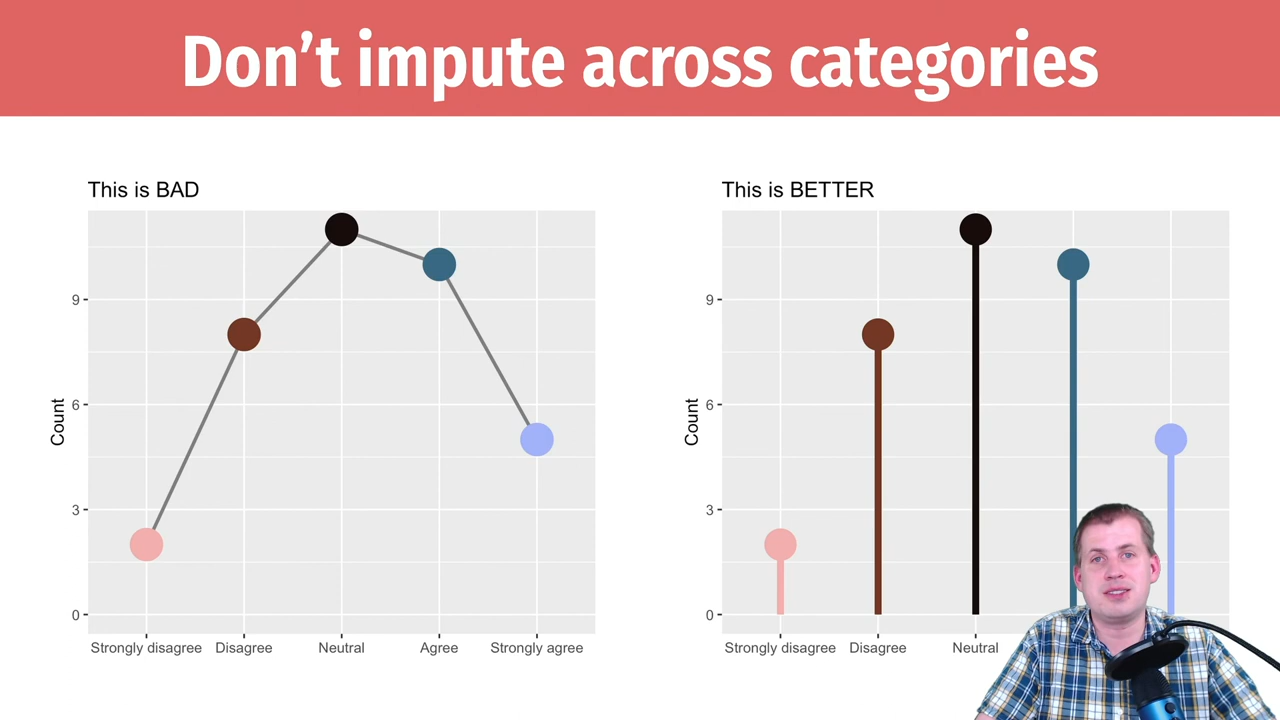 Don’t impute across categories
This is BAD
Count
9
6
3
0
Strongly disagree Disagree Neutral Agree Strongly agree
This is BETTER
Count
9
6
3
0
Strongly disagree Disagree Neutral